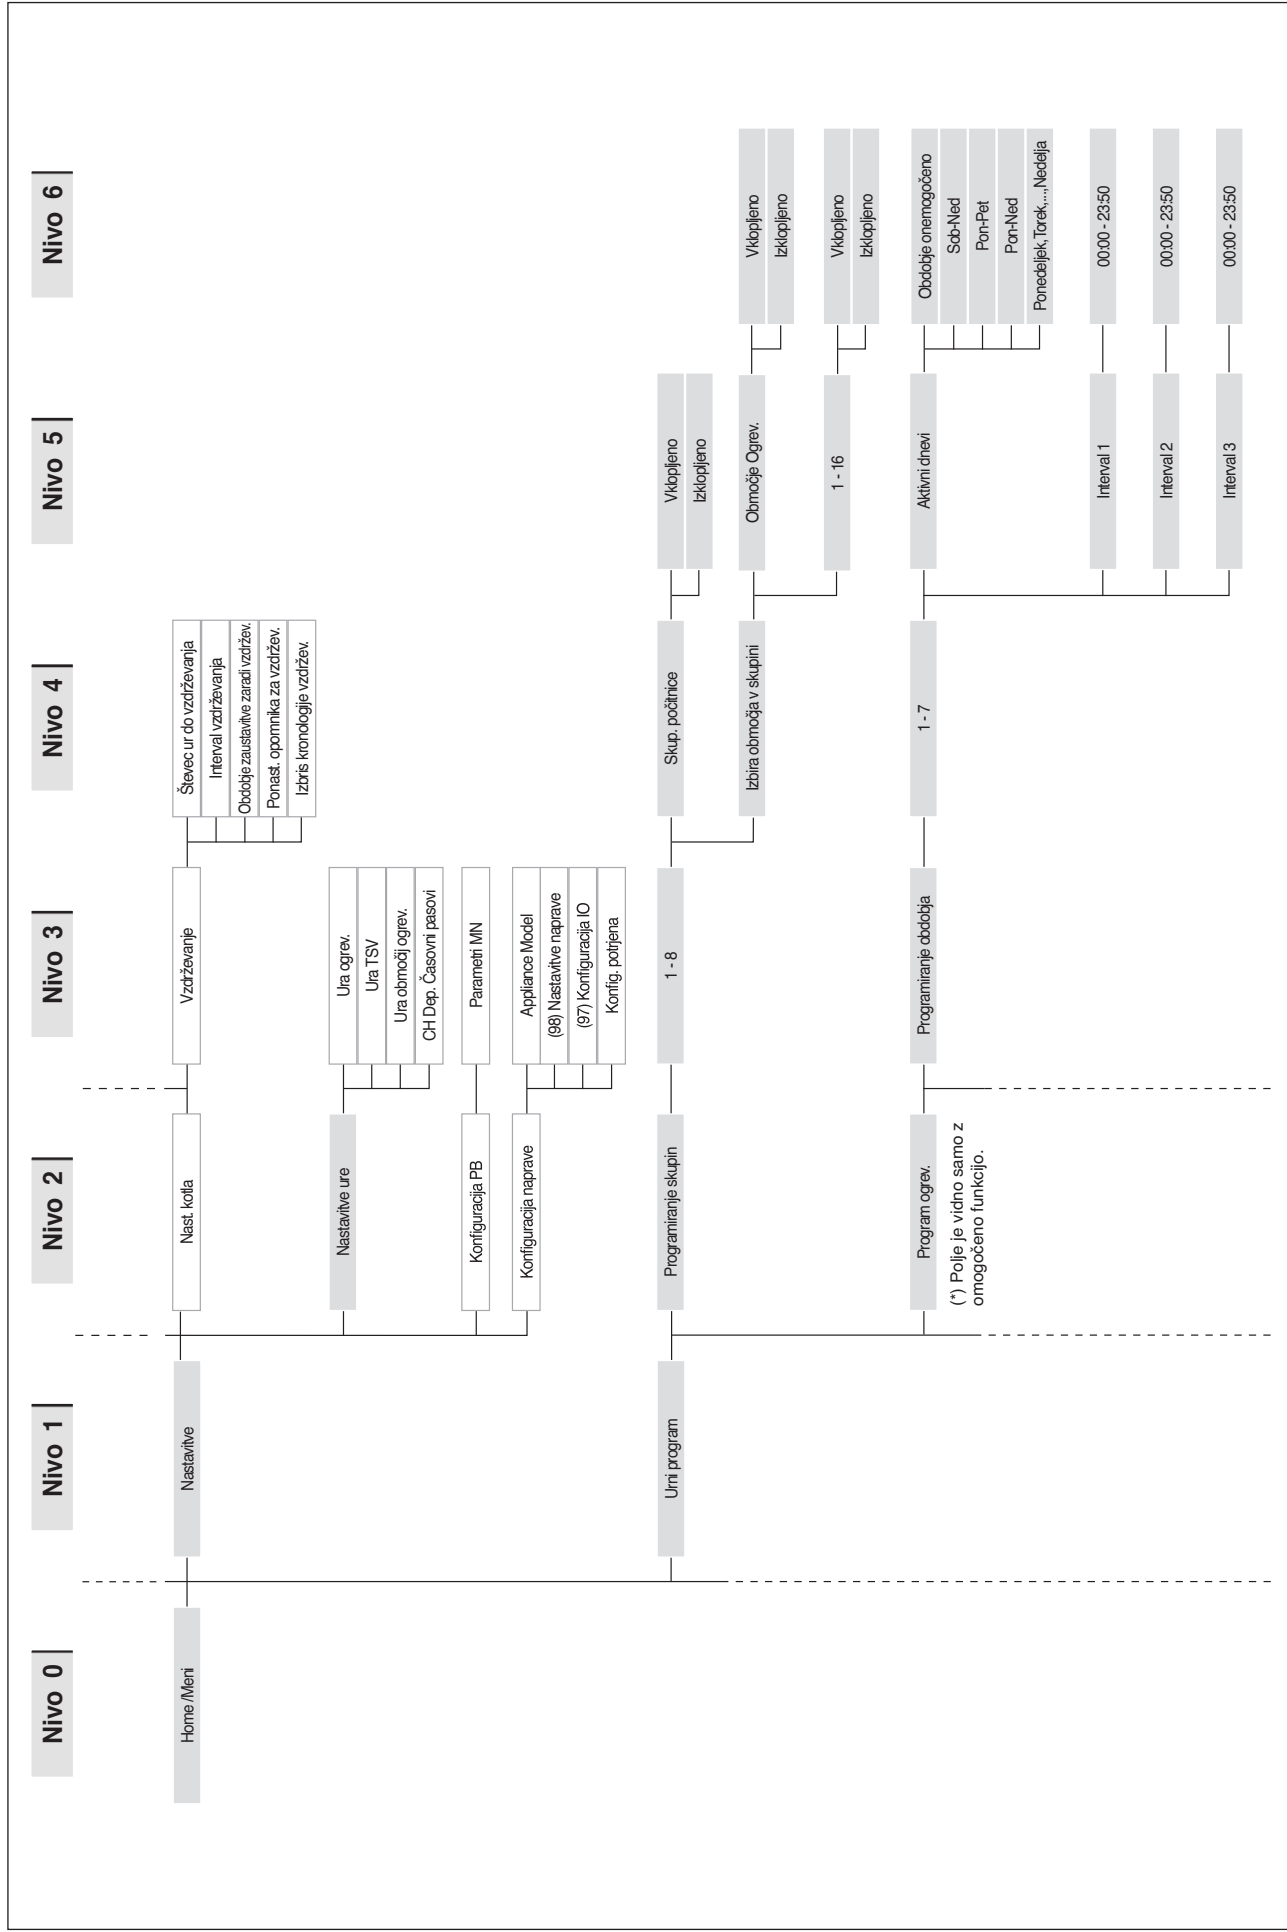 Nivo 0
Nivo 1
Nivo 2
Nivo 3
Nivo 4
Nivo 5
Nivo 6
Home /Meni
Nastavitve
Nast. kotla
Vzdrževanje
Števec ur do vzdrževanja
Interval vzdrževanja
Obdobje zaustavitve zaradi vzdržev.
Ponast. opomnika za vzdržev.
Izbris kronologije vzdržev.
Nastavitve ure
Ura ogrev.
Ura TSV
Ura območij ogrev.
CH Dep. Časovni pasovi
Konfiguracija PB
Parametri MN
Konfiguracija naprave
Appliance Model
(98) Nastavitve naprave
(97) Konfiguracija IO
Konfig. potrjena
Urni program
Programiranje skupin
1 - 8
Skup. počitnice
Vklopljeno
Izklopljeno
Izbira območja v skupini
Območje Ogrev.
Vklopljeno
Izklopljeno
1 - 16
Vklopljeno
Izklopljeno
Program ogrev.
(*) Polje je vidno samo z
omogočeno funkcijo.
Programiranje obdobja
1 - 7
Aktivni dnevi
Obdobje onemogočeno
Sob-Ned
Pon-Pet
Pon-Ned
Ponedeljek,Torek,...,Nedelja
Interval 1
00:00 - 23:50
Interval 2
00:00 - 23:50
Interval 3
00:00 - 23:50